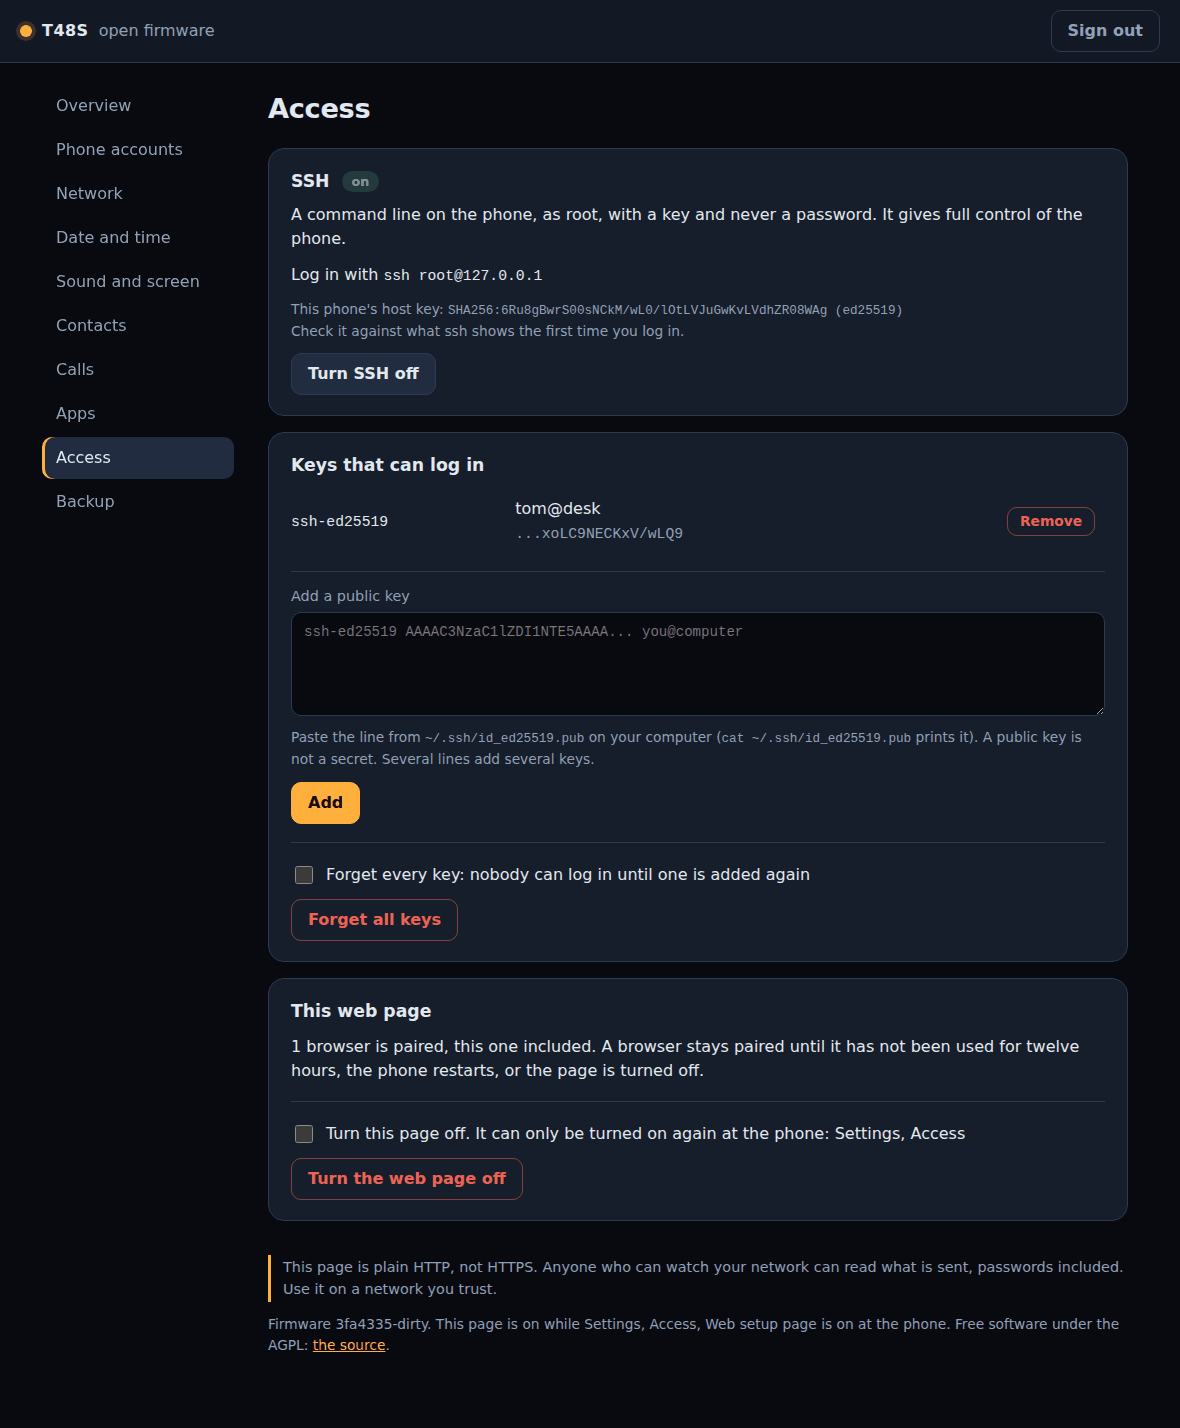 T48S open firmware
Sign out
Overview
Phone accounts
Network
Date and time
Sound and screen
Contacts
Calls
Apps
Access
Backup
Access
SSH on
A command line on the phone, as root, with a key and never a password. It gives full control of the
phone.
Log in with ssh root@127.0.0.1
This phone's host key: SHA256:6Ru8gBwrS00sNCkM/wL0/lOtLVJuGwKvLVdhZR08WAg (ed25519)
Check it against what ssh shows the first time you log in.
Turn SSH off
Keys that can log in
ssh-ed25519
tom@desk
...xoLC9NECKxV/wLQ9
Remove
Add a public key
ssh-ed25519 AAAAC3NzaC1lZDI1NTE5AAAA... you@computer
Paste the line from ~/.ssh/id_ed25519.pub on your computer (cat ~/.ssh/id_ed25519.pub prints it). A public key is
not a secret. Several lines add several keys.
Add
Forget every key: nobody can log in until one is added again
Forget all keys
This web page
1 browser is paired, this one included. A browser stays paired until it has not been used for twelve
hours, the phone restarts, or the page is turned off.
Turn this page off. It can only be turned on again at the phone: Settings, Access
Turn the web page off
This page is plain HTTP, not HTTPS. Anyone who can watch your network can read what is sent, passwords included.
Use it on a network you trust.
Firmware 3fa4335-dirty. This page is on while Settings, Access, Web setup page is on at the phone. Free software under the
AGPL: the source.